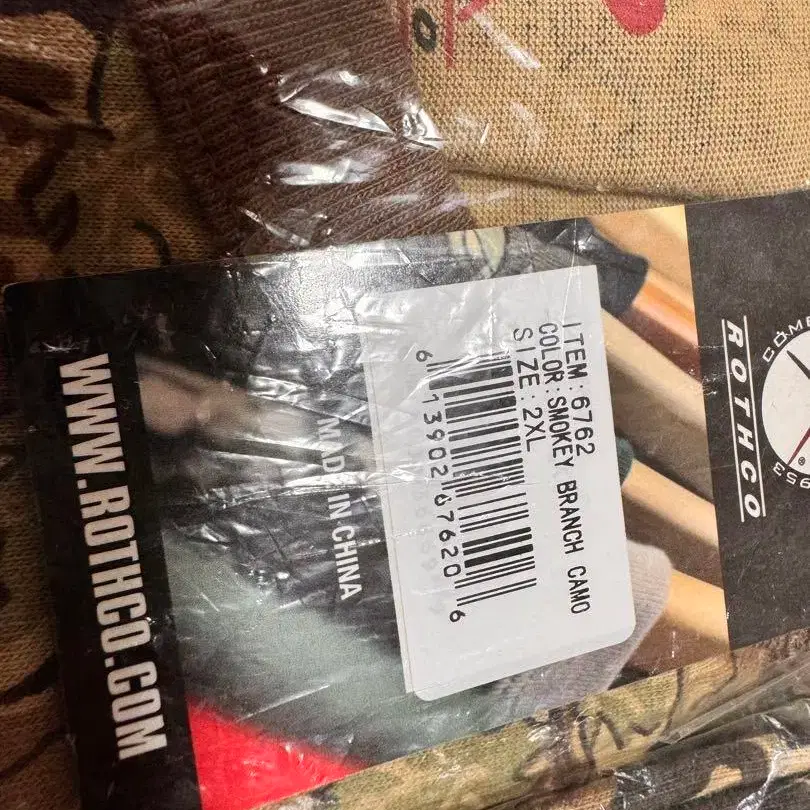 ITEM:6762
COLOR:SMOKEY BRANCH CAMO
SIZE:2XL
6 13902 67620 6
MADE IN CHINA
WWW.ROTHCO.COM
ROTHCO